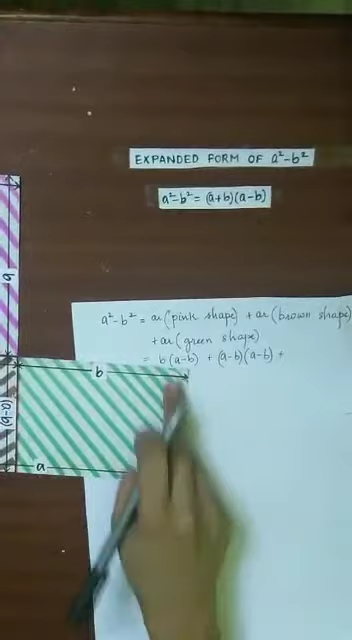 EXPANDED FORM OF a²-b²
a²-b² = (a+b)(a-b)
a²-b² = ar(pink shape) + ar(brown shape)
+ ar(green shape)
= b(a-b) + (a-b)(a-b) +
b
b
(a-b)
a